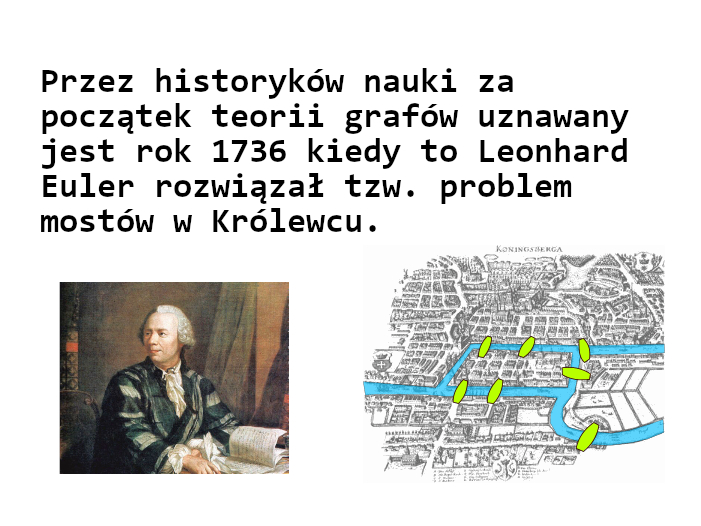 Przez historyków nauki za
początek teorii grafów uznawany
jest rok 1736 kiedy to Leonhard
Euler rozwiązał tzw. problem
mostów w Królewcu.
KONINGSBERGA